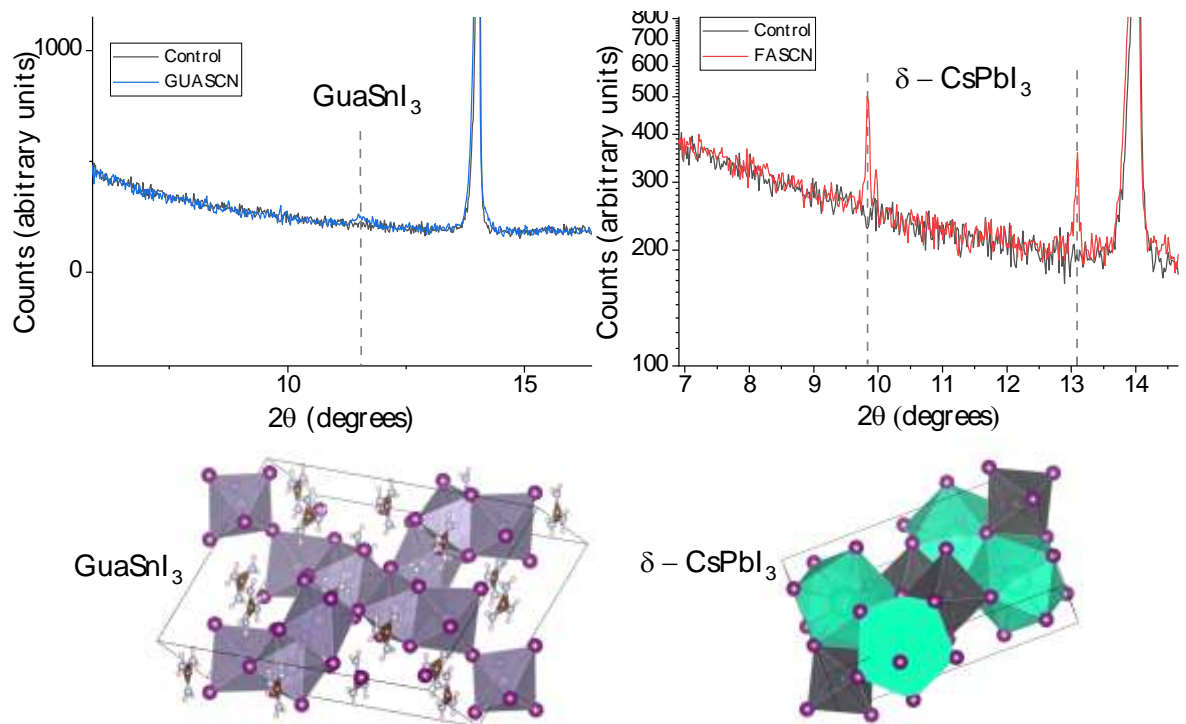 Control
GUASCN
GuaSnI3
1000
0
Counts (abitrary units)
10
15
2θ (degrees)
Control
FASCN
δ – CsPbI3
800
700
600
500
400
300
200
100
Counts (arbitrary units)
7
8
9
10
11
12
13
14
2θ (degrees)
GuaSnI3
δ – CsPbI3